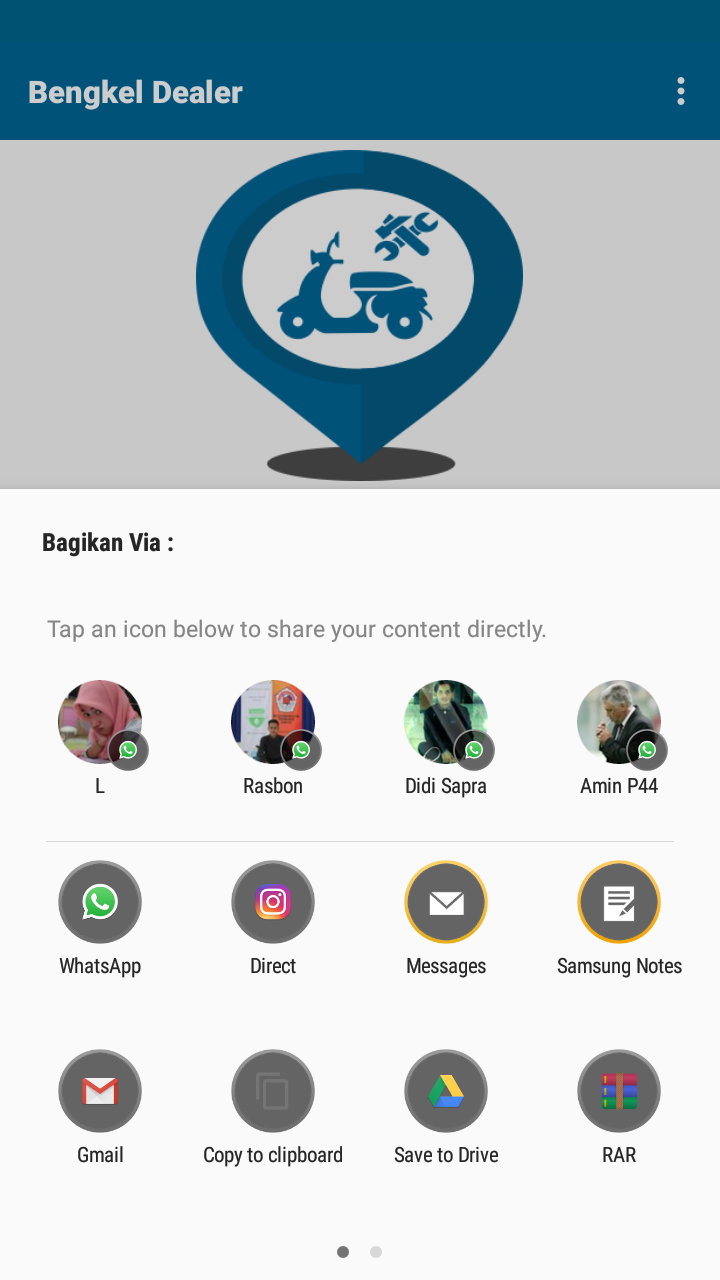 Bengkel Dealer
Bagikan Via :
Tap an icon below to share your content directly.
L
Rasbon
Didi Sapra
Amin P44
WhatsApp
Direct
Messages
Samsung Notes
Gmail
Copy to clipboard
Save to Drive
RAR